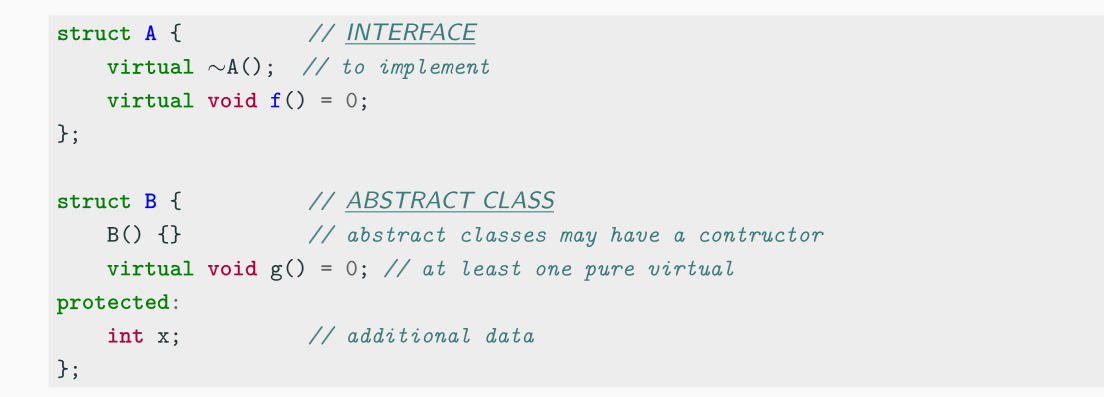 struct A {          // INTERFACE
    virtual ~A();  // to implement
    virtual void f() = 0;
};
struct B {          // ABSTRACT CLASS
    B() {}          // abstract classes may have a contructor
    virtual void g() = 0; // at least one pure virtual
protected:
    int x;          // additional data
};